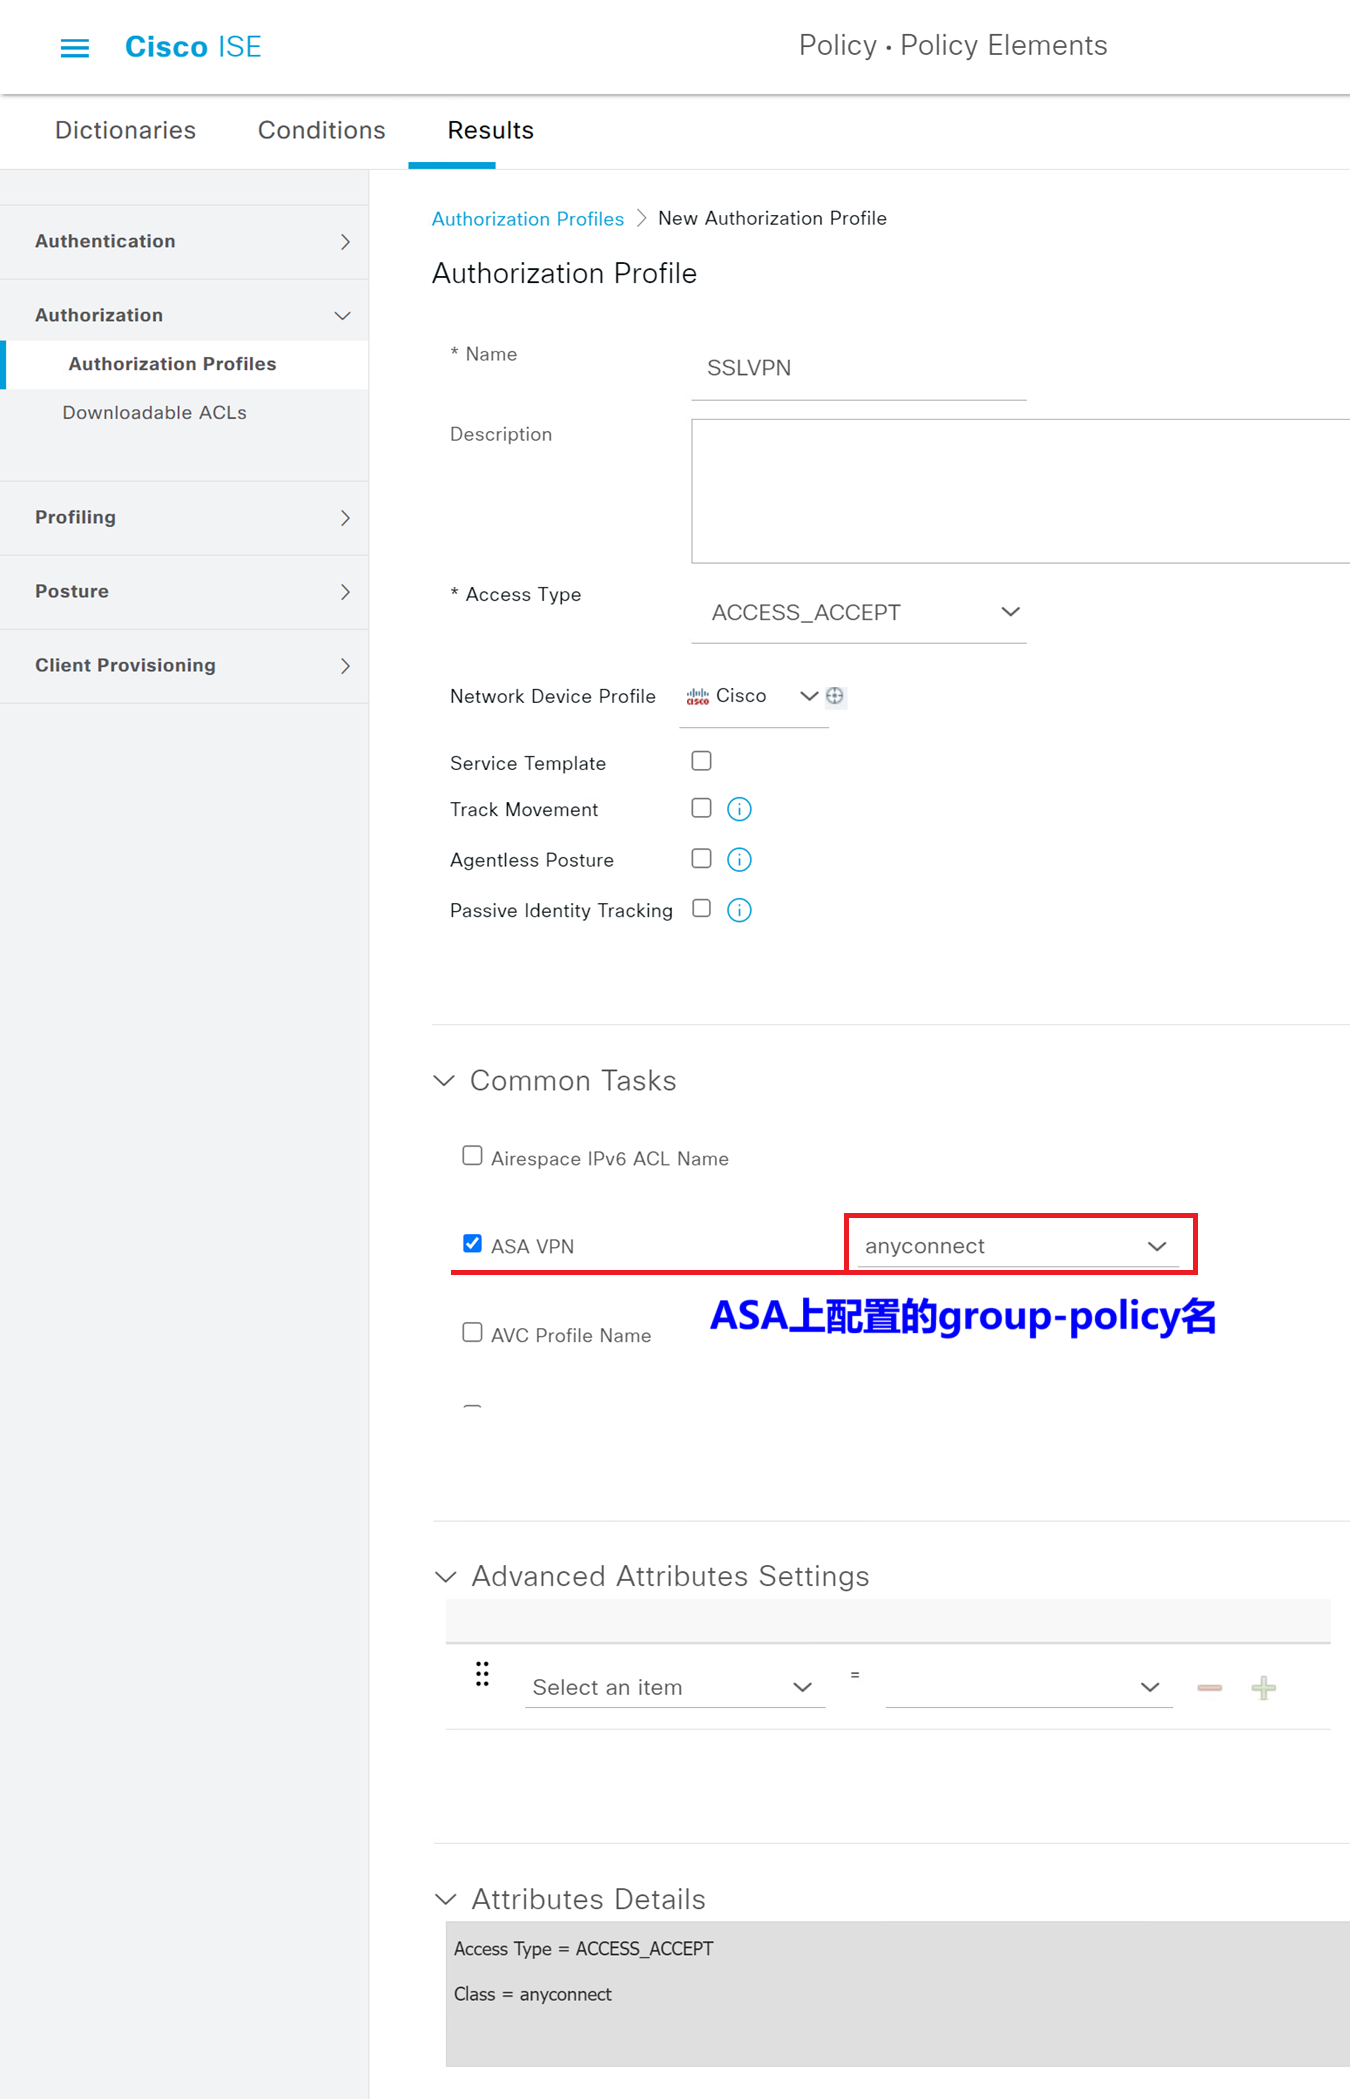 Cisco ISE
Policy • Policy Elements
Dictionaries Conditions Results
Authentication
Authorization
Authorization Profiles
Downloadable ACLs
Profiling
Posture
Client Provisioning
Authorization Profiles > New Authorization Profile
Authorization Profile
* Name SSLVPN
Description
* Access Type ACCESS_ACCEPT
Network Device Profile cisco Cisco
Service Template
Track Movement
Agentless Posture
Passive Identity Tracking
Common Tasks
Airespace IPv6 ACL Name
ASA VPN anyconnect
ASA上配置的group-policy名
AVC Profile Name
Advanced Attributes Settings
Select an item =
Attributes Details
Access Type = ACCESS_ACCEPT
Class = anyconnect